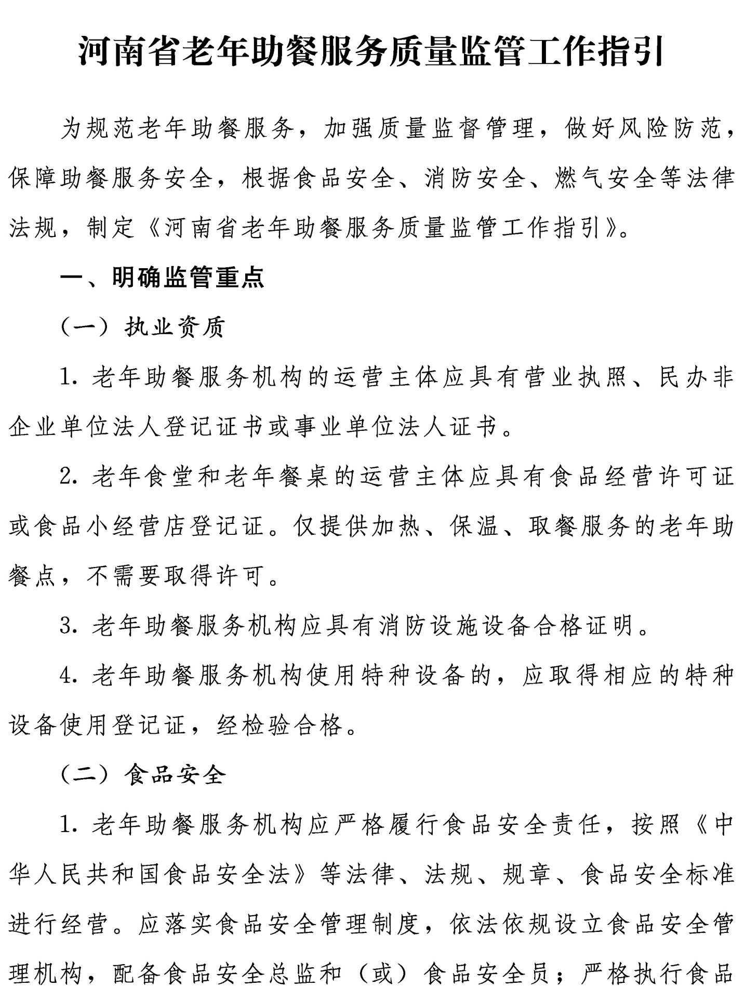 河南省老年助餐服务质量监管工作指引
为规范老年助餐服务，加强质量监督管理，做好风险防范，
保障助餐服务安全，根据食品安全、消防安全、燃气安全等法律
法规，制定《河南省老年助餐服务质量监管工作指引》。
一、明确监管重点
（一）执业资质
1. 老年助餐服务机构的运营主体应具有营业执照、民办非
企业单位法人登记证书或事业单位法人证书。
2. 老年食堂和老年餐桌的运营主体应具有食品经营许可证
或食品小经营店登记证。仅提供加热、保温、取餐服务的老年助
餐点，不需要取得许可。
3. 老年助餐服务机构应具有消防设施设备合格证明。
4. 老年助餐服务机构使用特种设备的，应取得相应的特种
设备使用登记证，经检验合格。
（二）食品安全
1. 老年助餐服务机构应严格履行食品安全责任，按照《中
华人民共和国食品安全法》等法律、法规、规章、食品安全标准
进行经营。应落实食品安全管理制度，依法依规设立食品安全管
理机构，配备食品安全总监和（或）食品安全员；严格执行食品